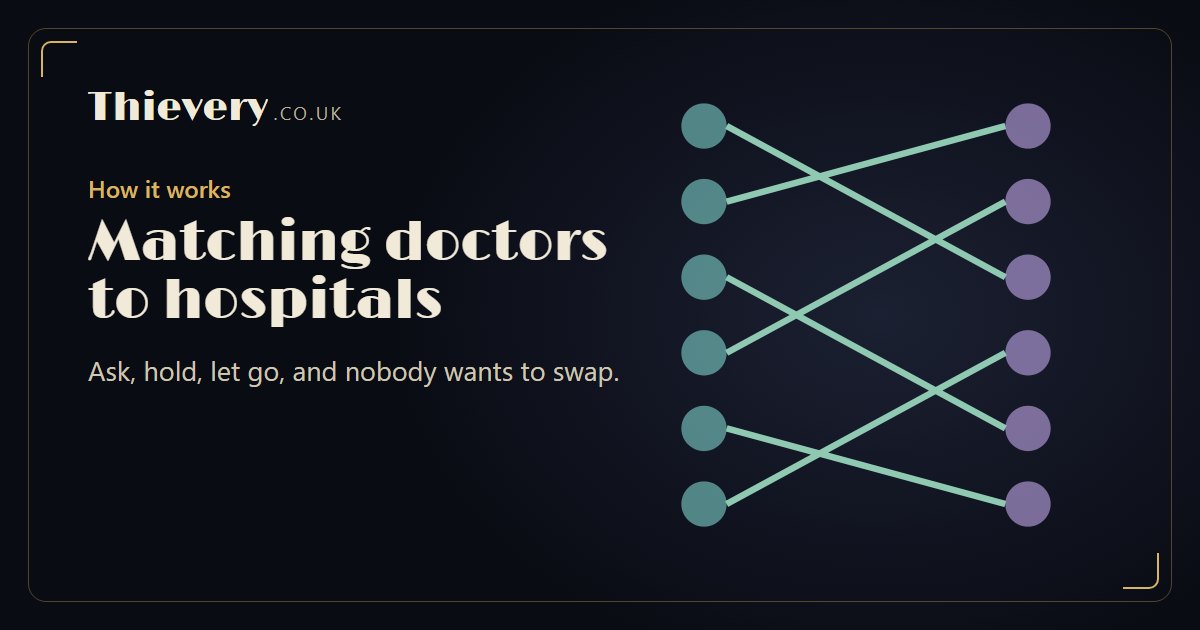 Thievery.CO.UK
How it works
Matching doctors
to hospitals
Ask, hold, let go, and nobody wants to swap.